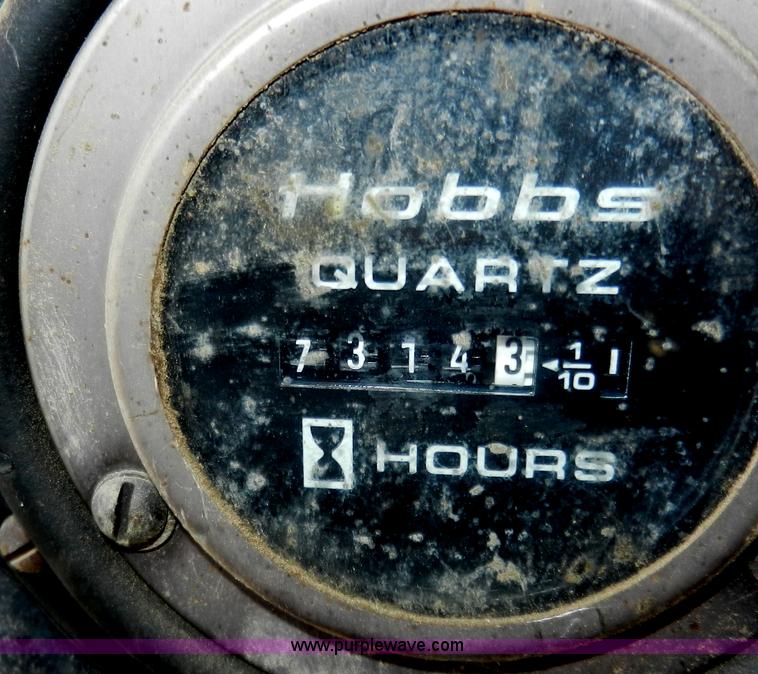 Hobbs
QUARTZ
7 3 1 4 3 ◄ 1/10
HOURS
www.purplewave.com